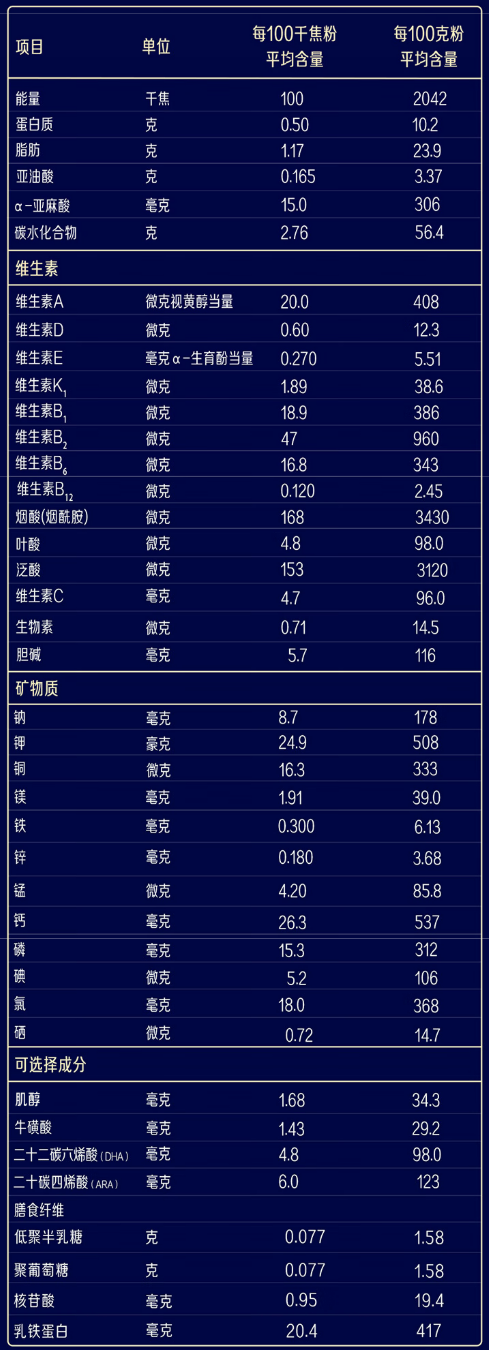 项目 单位 每100千焦粉平均含量 每100克粉平均含量
能量 千焦 100 2042
蛋白质 克 0.50 10.2
脂肪 克 1.17 23.9
亚油酸 克 0.165 3.37
α-亚麻酸 毫克 15.0 306
碳水化合物 克 2.76 56.4
维生素
维生素A 微克视黄醇当量 20.0 408
维生素D 微克 0.60 12.3
维生素E 毫克α-生育酚当量 0.270 5.51
维生素K1 微克 1.89 38.6
维生素B1 微克 18.9 386
维生素B2 微克 47 960
维生素B6 微克 16.8 343
维生素B12 微克 0.120 2.45
烟酸(烟酰胺) 微克 168 3430
叶酸 微克 4.8 98.0
泛酸 微克 153 3120
维生素C 毫克 4.7 96.0
生物素 微克 0.71 14.5
胆碱 毫克 5.7 116
矿物质
钠 毫克 8.7 178
钾 豪克 24.9 508
铜 微克 16.3 333
镁 毫克 1.91 39.0
铁 毫克 0.300 6.13
锌 毫克 0.180 3.68
锰 微克 4.20 85.8
钙 毫克 26.3 537
磷 毫克 15.3 312
碘 微克 5.2 106
氯 毫克 18.0 368
硒 微克 0.72 14.7
可选择成分
肌醇 毫克 1.68 34.3
牛磺酸 毫克 1.43 29.2
二十二碳六烯酸(DHA) 毫克 4.8 98.0
二十碳四烯酸(ARA) 毫克 6.0 123
膳食纤维
低聚半乳糖 克 0.077 1.58
聚葡萄糖 克 0.077 1.58
核苷酸 毫克 0.95 19.4
乳铁蛋白 毫克 20.4 417